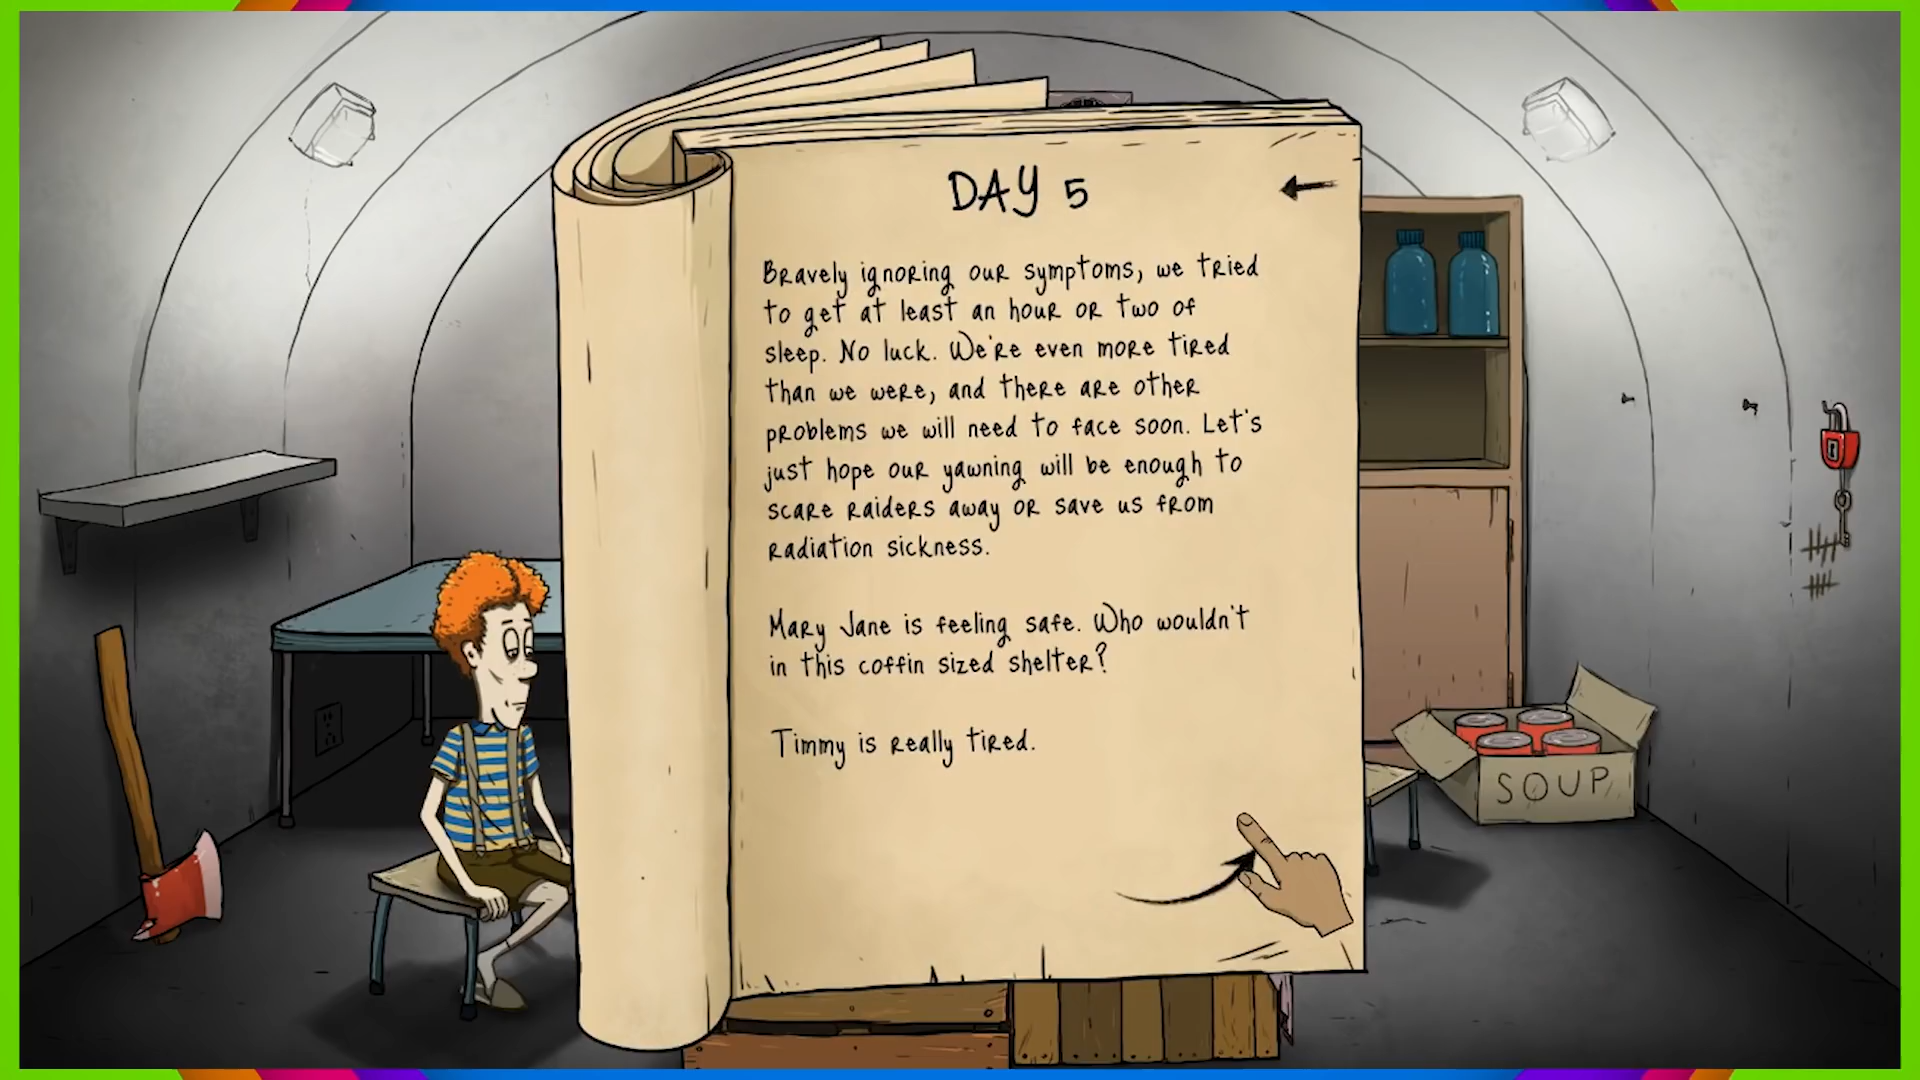 DAY 5
Bravely ignoring our symptoms, we tried
to get at least an hour or two of
sleep. No luck. We're even more tired
than we were, and there are other
problems we will need to face soon. Let's
just hope our yawning will be enough to
scare raiders away or save us from
radiation sickness.
Mary Jane is feeling safe. Who wouldn't
in this coffin sized shelter?
Timmy is really tired.
SOUP